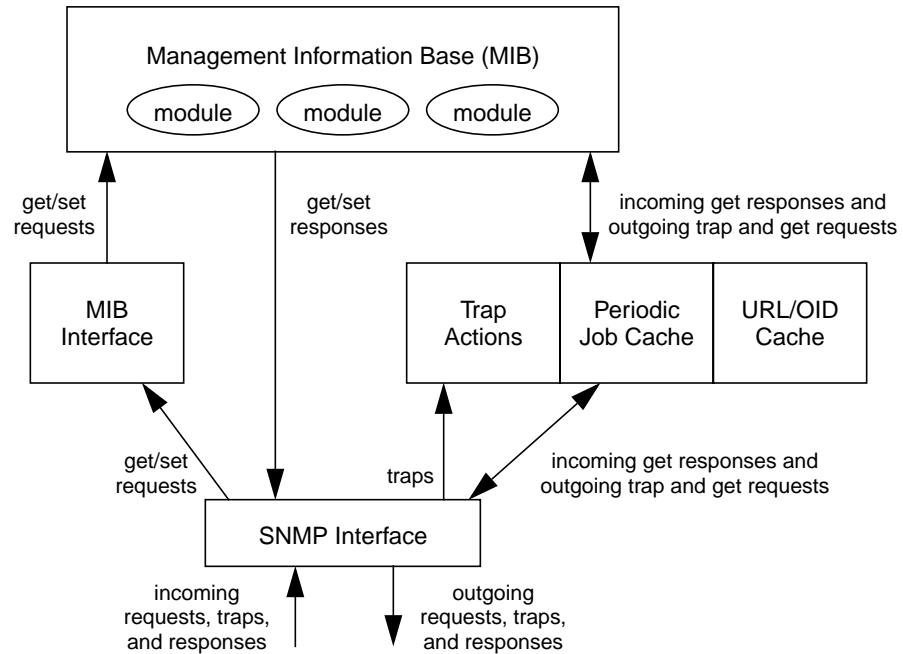 Management Information Base (MIB)
module
module
module
get/set
requests
get/set
responses
incoming get responses and
outgoing trap and get requests
MIB
Interface
Trap
Actions
Periodic
Job Cache
URL/OID
Cache
get/set
requests
traps
incoming get responses and
outgoing trap and get requests
SNMP Interface
incoming
requests, traps,
and responses
outgoing
requests, traps,
and responses